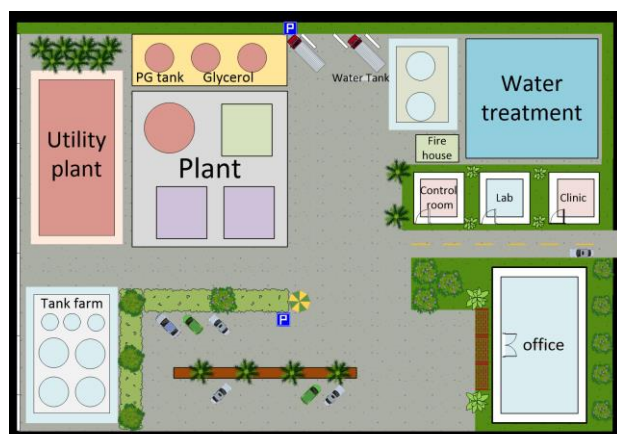 P
PG tank
Glycerol
Water Tank
Water
treatment
Utility
plant
Plant
Fire
house
Control
room
Lab
Clinic
Tank farm
P
office